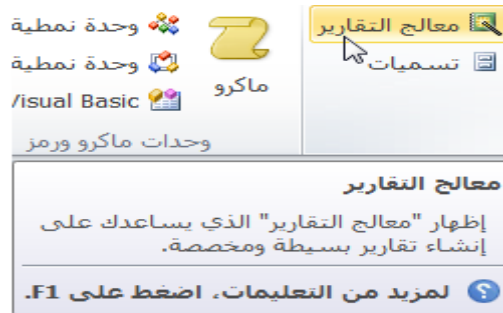 معالج التقارير
تسميات
ماكرو
وحدة نمطية
وحدة نمطية
Visual Basic
وحدات ماكرو ورمز
معالج التقارير
إظهار "معالج التقارير" الذي يساعدك على
إنشاء تقارير بسيطة ومخصصة.
لمزيد من التعليمات، اضغط على F1.